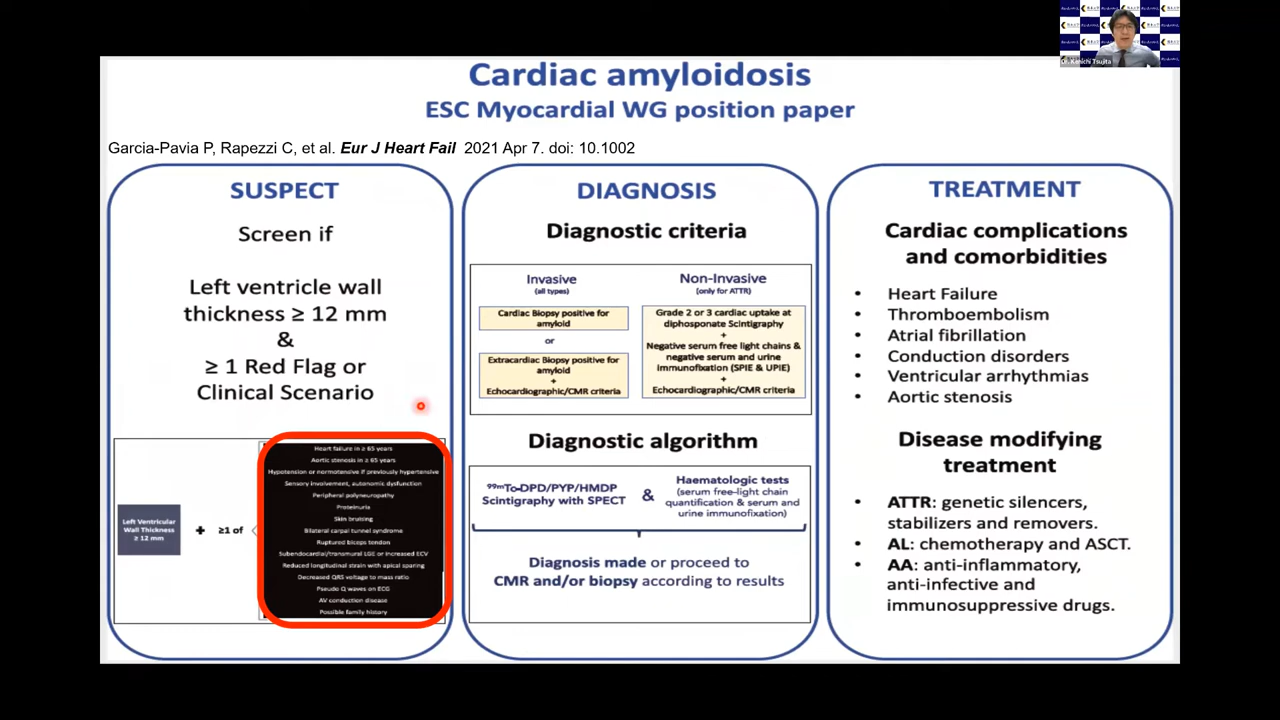 Cardiac amyloidosis
ESC Myocardial WG position paper
Garcia-Pavia P, Rapezzi C, et al. Eur J Heart Fail 2021 Apr 7. doi: 10.1002
Dr. Kenichi Tsujita
SUSPECT
Screen if
Left ventricle wall
thickness ≥ 12 mm
&
≥ 1 Red Flag or
Clinical Scenario
Left Ventricular
Wall Thickness
≥ 12 mm
+
≥1 of
Heart failure in ≥ 65 years
Aortic stenosis in ≥ 65 years
Hypotension or normotensive if previously hypertensive
Sensory involvement, autonomic dysfunction
Peripheral polyneuropathy
Proteinuria
Skin bruising
Bilateral carpal tunnel syndrome
Ruptured biceps tendon
Subendocardial/transmural LGE or increased ECV
Reduced longitudinal strain with apical sparing
Decreased QRS voltage to mass ratio
Pseudo Q waves on ECG
AV conduction disease
Possible family history
DIAGNOSIS
Diagnostic criteria
Invasive
(all types)
Cardiac Biopsy positive for
amyloid
or
Extracardiac Biopsy positive for
amyloid
+
Echocardiographic/CMR criteria
Non-Invasive
(only for ATTR)
Grade 2 or 3 cardiac uptake at
diphosponate Scintigraphy
+
Negative serum free light chains &
negative serum and urine
immunofixation (SPIE & UPIE)
+
Echocardiographic/CMR criteria
Diagnostic algorithm
99mTc-DPD/PYP/HMDP
Scintigraphy with SPECT
&
Haematologic tests
(serum free-light chain
quantification & serum and
urine immunofixation)
Diagnosis made or proceed to
CMR and/or biopsy according to results
TREATMENT
Cardiac complications
and comorbidities
• Heart Failure
• Thromboembolism
• Atrial fibrillation
• Conduction disorders
• Ventricular arrhythmias
• Aortic stenosis
Disease modifying
treatment
• ATTR: genetic silencers,
stabilizers and removers.
• AL: chemotherapy and ASCT.
• AA: anti-inflammatory,
anti-infective and
immunosuppressive drugs.